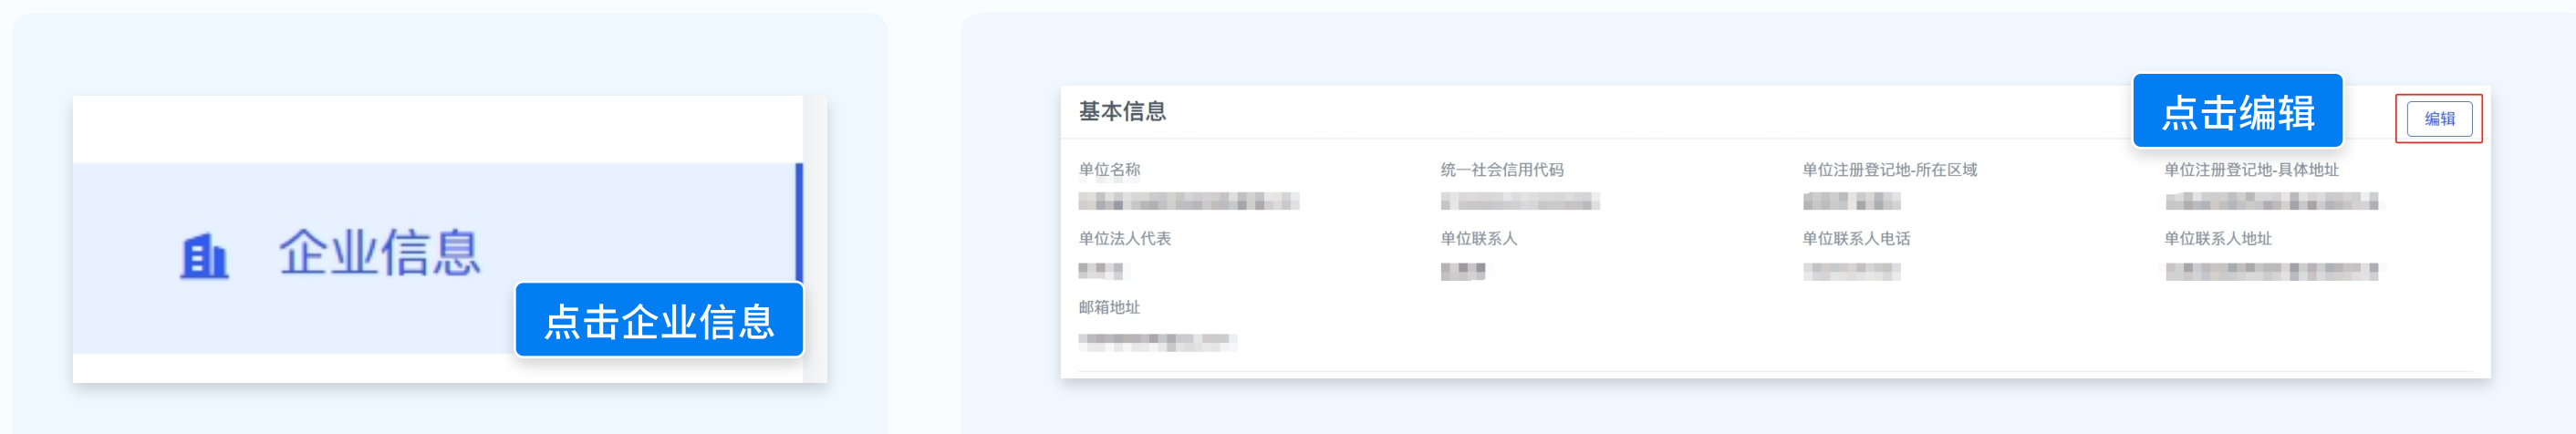 企业信息
点击企业信息
基本信息
点击编辑
编辑
单位名称
统一社会信用代码
单位注册登记地-所在区域
单位注册登记地-具体地址
单位法人代表
单位联系人
单位联系人电话
单位联系人地址
邮箱地址